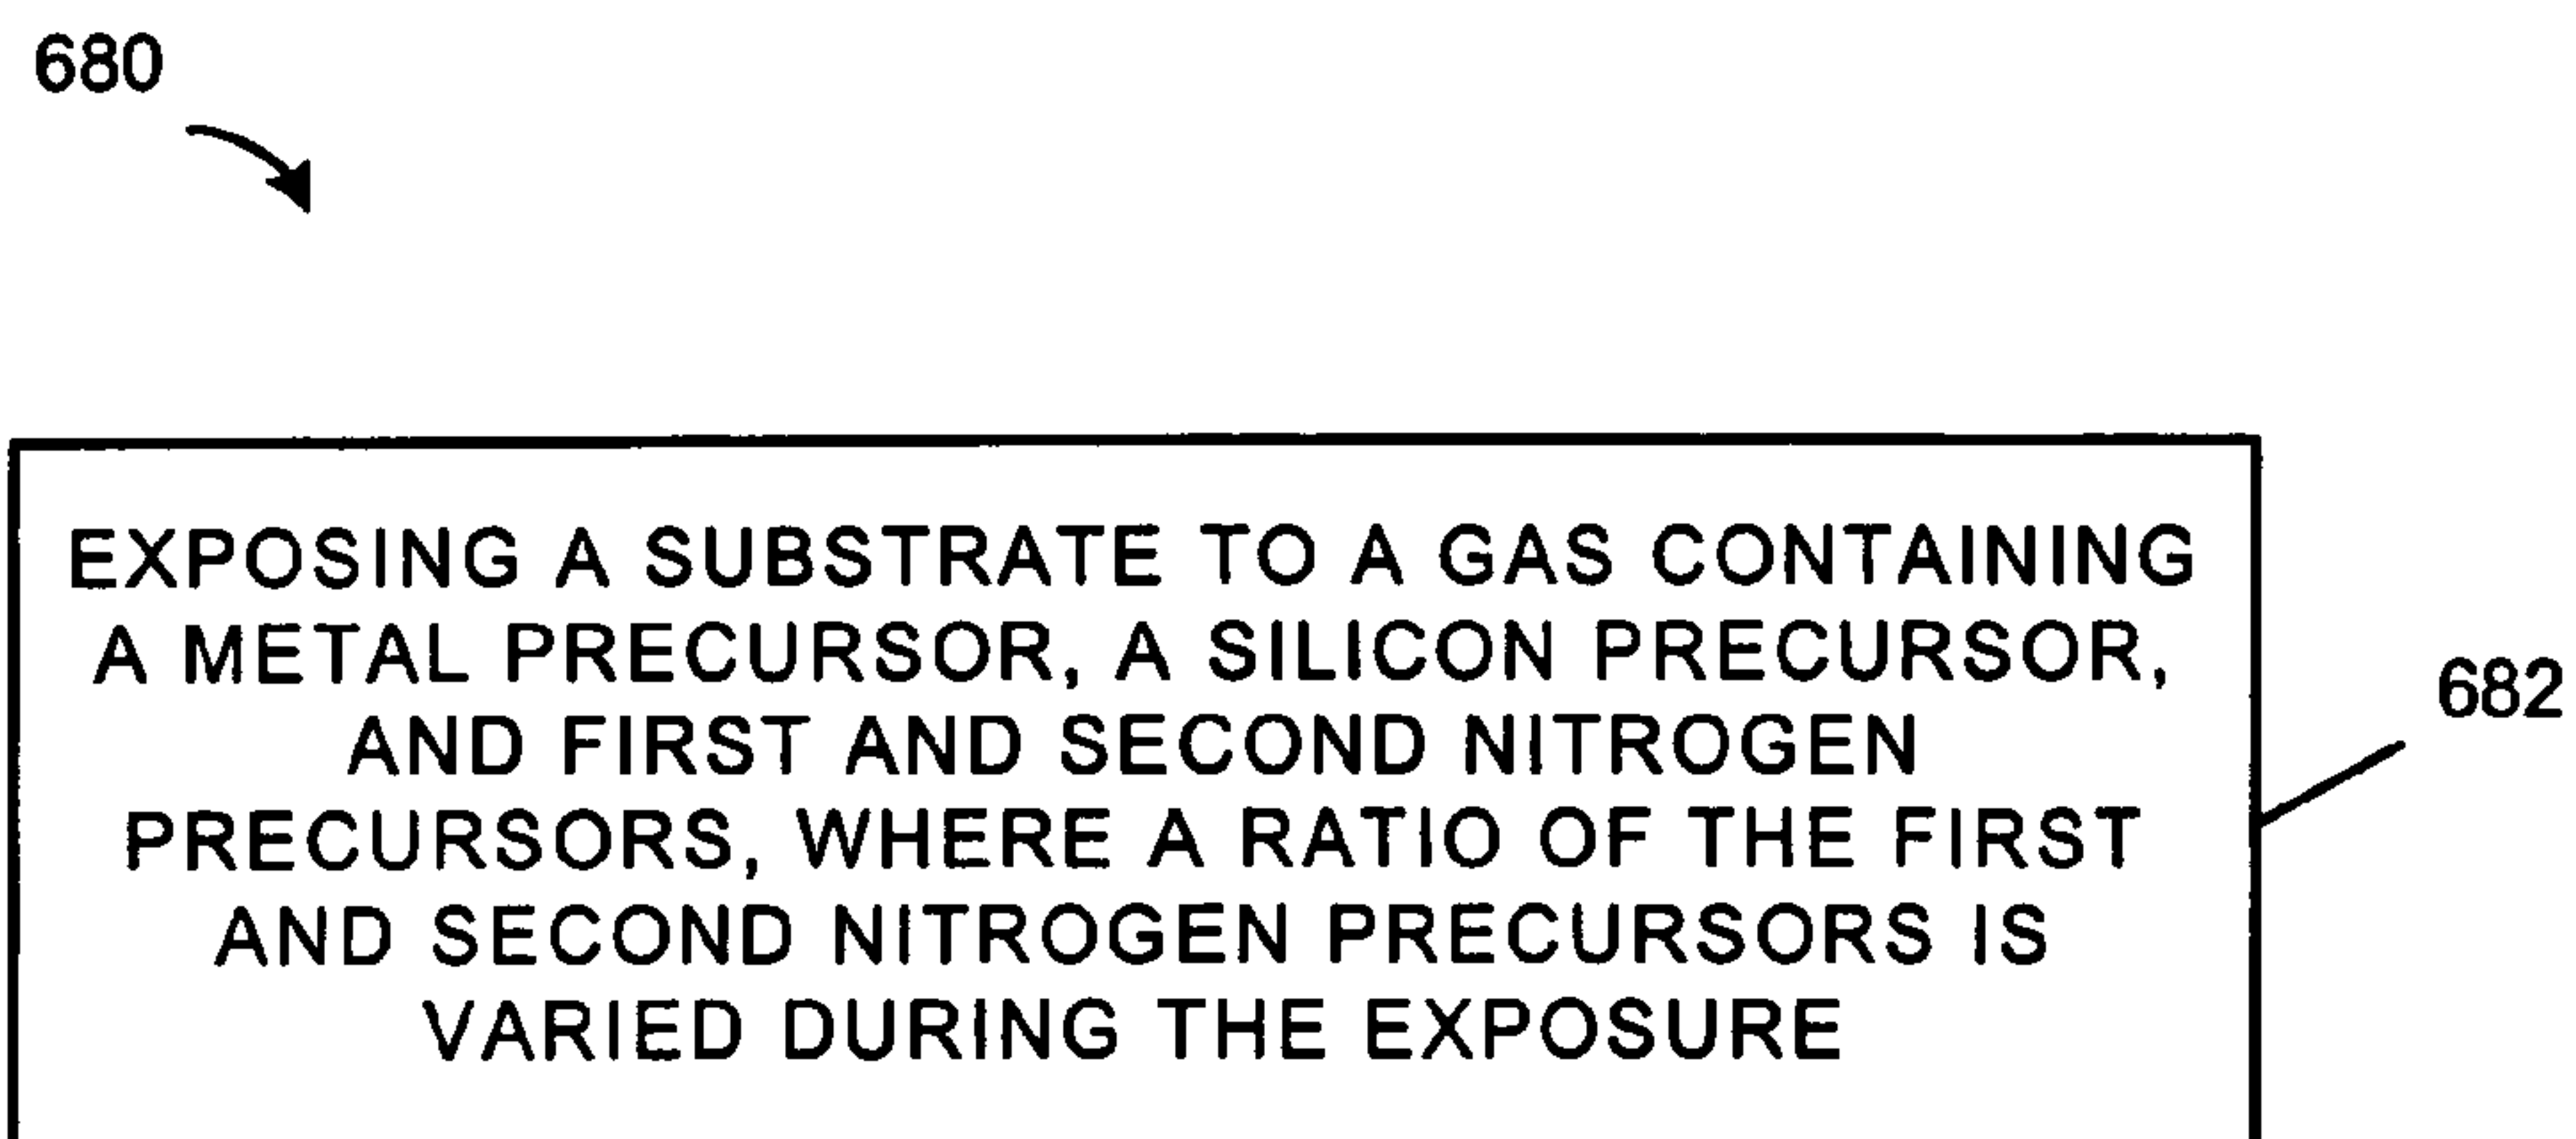 680
EXPOSING A SUBSTRATE TO A GAS CONTAINING
A METAL PRECURSOR, A SILICON PRECURSOR,
AND FIRST AND SECOND NITROGEN
PRECURSORS, WHERE A RATIO OF THE FIRST
AND SECOND NITROGEN PRECURSORS IS
VARIED DURING THE EXPOSURE
682